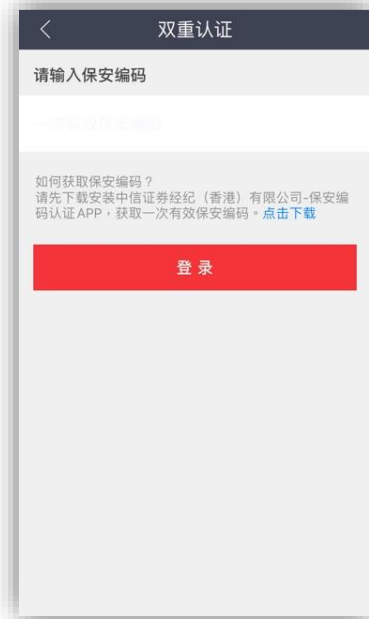 双重认证
请输入保安编码
如何获取保安编码？
请先下载安装中信证券经纪（香港）有限公司-保安编
码认证APP，获取一次有效保安编码。点击下载
登录